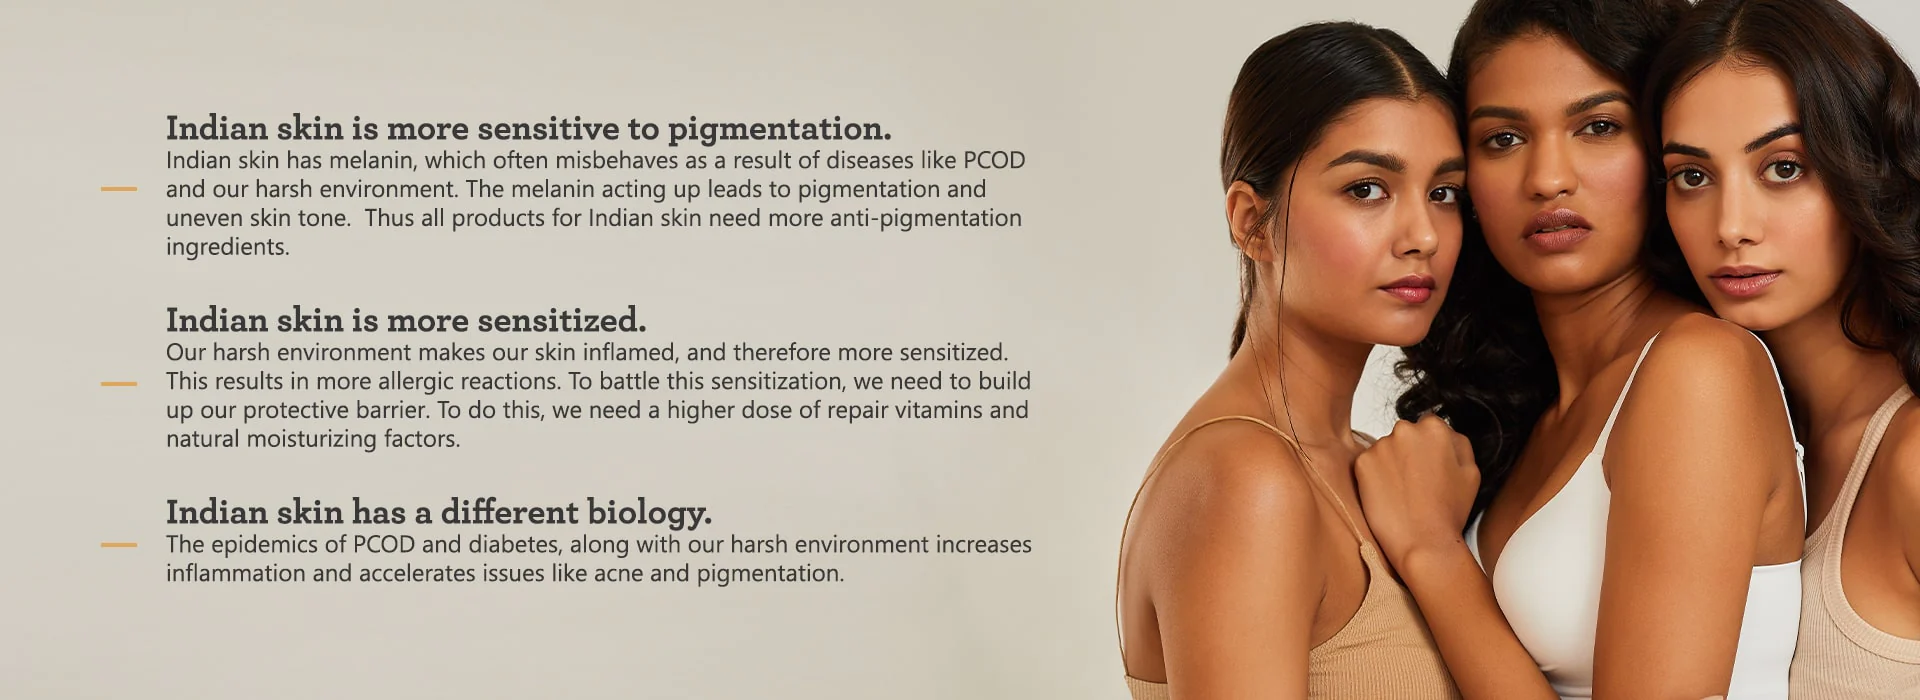 Indian skin is more sensitive to pigmentation.
Indian skin has melanin, which often misbehaves as a result of diseases like PCOD
and our harsh environment. The melanin acting up leads to pigmentation and
uneven skin tone.  Thus all products for Indian skin need more anti-pigmentation
ingredients.
Indian skin is more sensitized.
Our harsh environment makes our skin inflamed, and therefore more sensitized.
This results in more allergic reactions. To battle this sensitization, we need to build
up our protective barrier. To do this, we need a higher dose of repair vitamins and
natural moisturizing factors.
Indian skin has a different biology.
The epidemics of PCOD and diabetes, along with our harsh environment increases
inflammation and accelerates issues like acne and pigmentation.